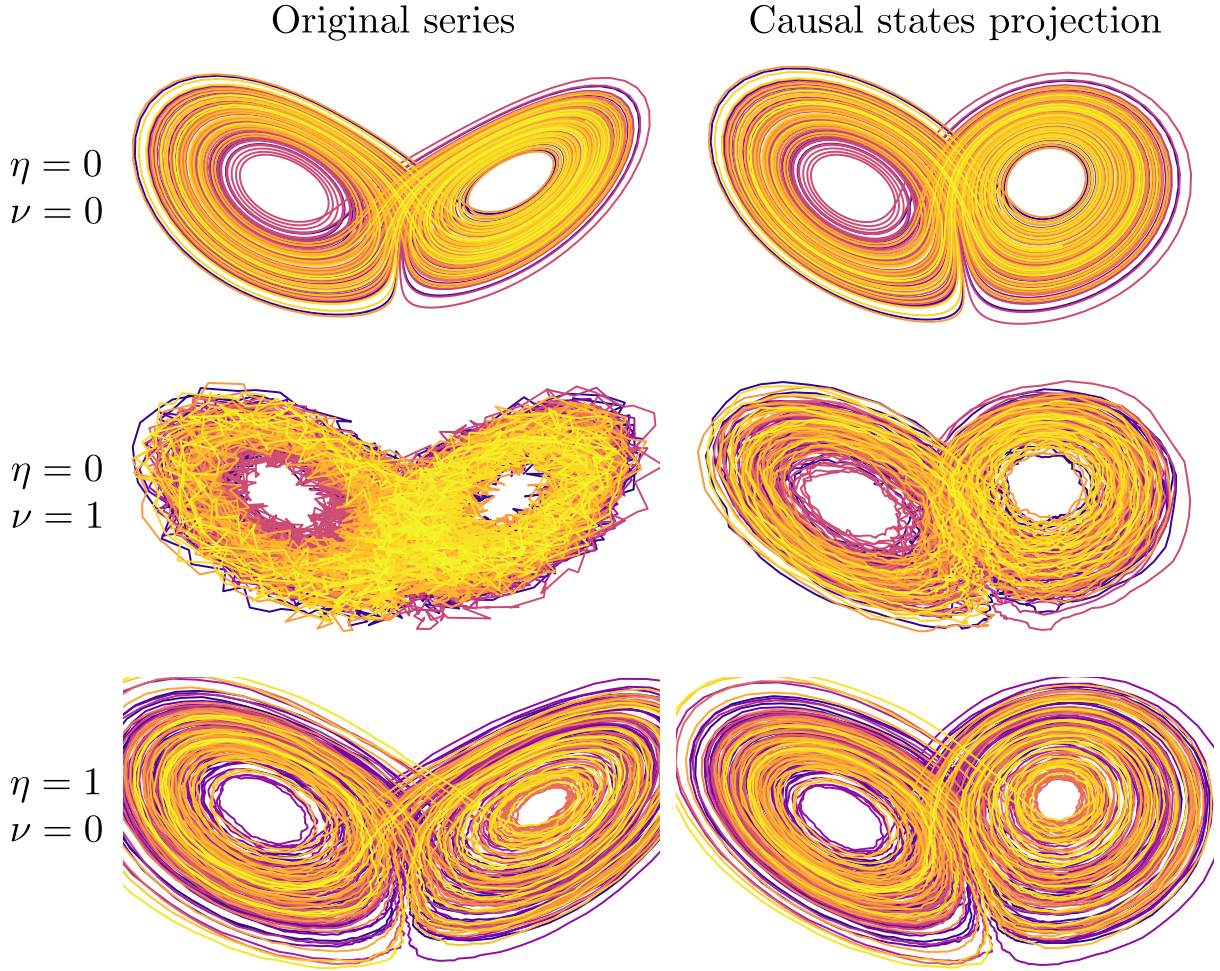 Original series
Causal states projection
η = 0
ν = 0
η = 0
ν = 1
η = 1
ν = 0